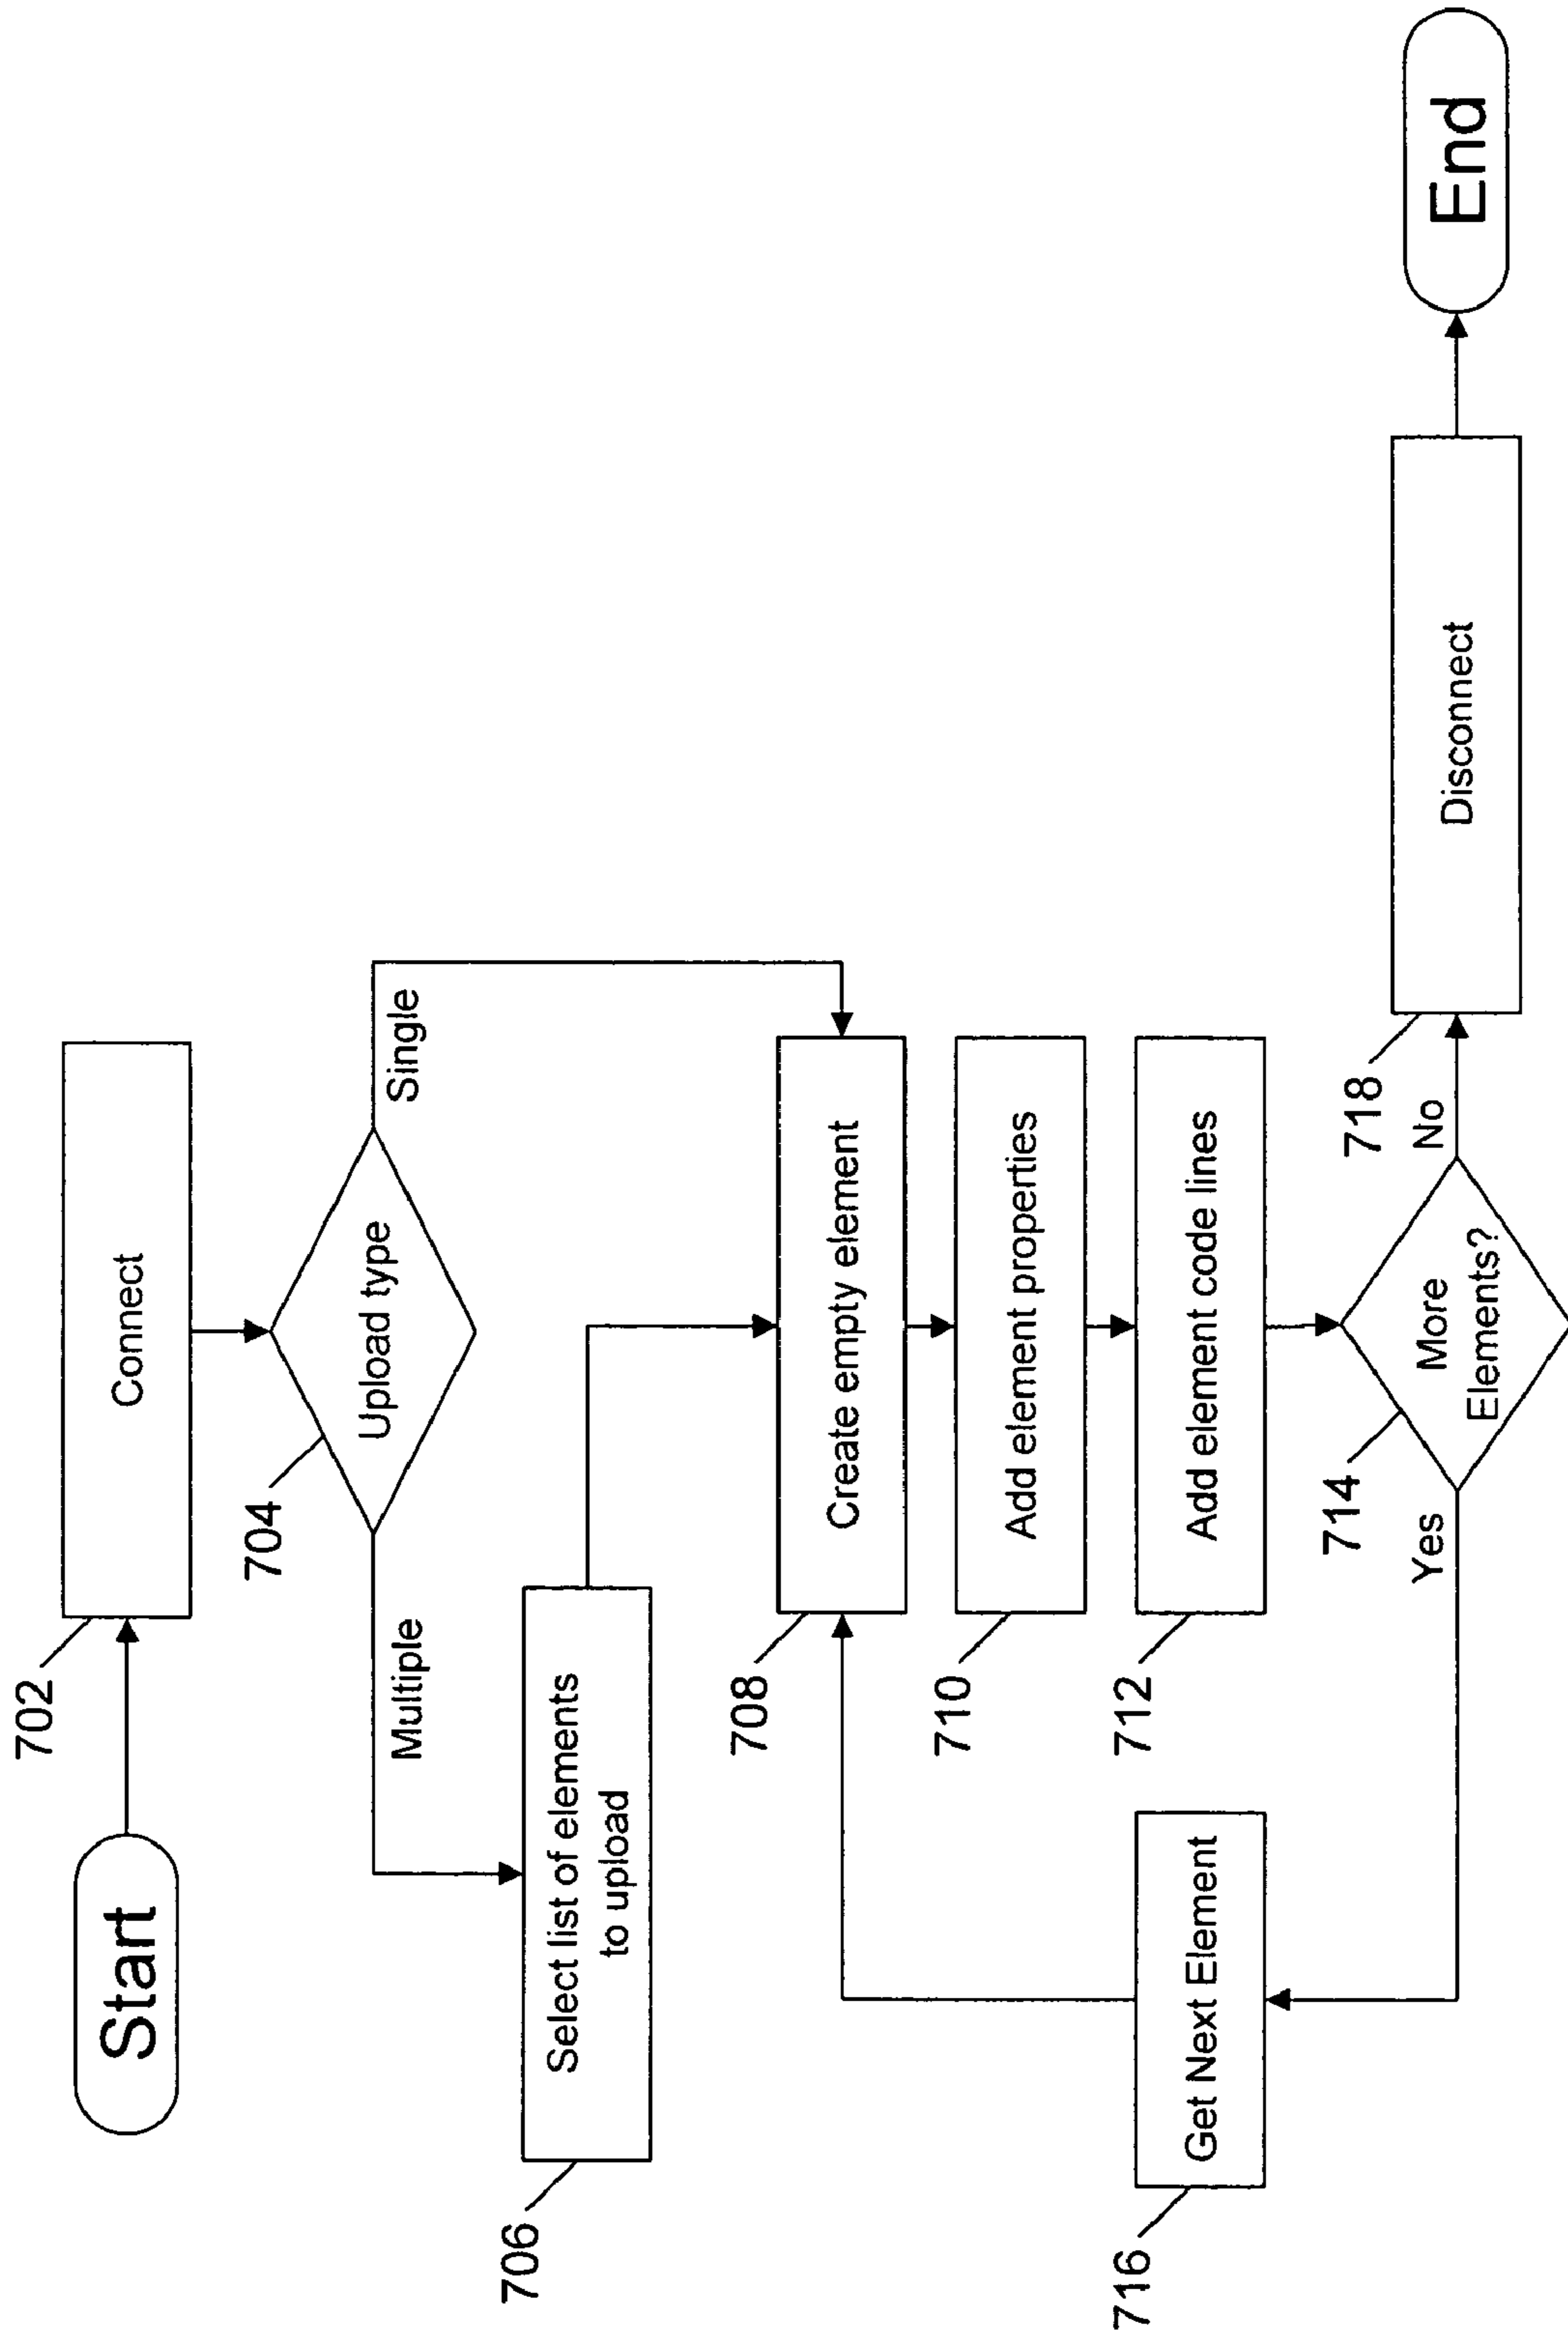 Start
702
Connect
704
Upload type
Multiple
Single
706
Select list of elements
to upload
708
Create empty element
710
Add element properties
712
Add element code lines
716
Get Next Element
714
More
Elements?
Yes
No
718
Disconnect
End